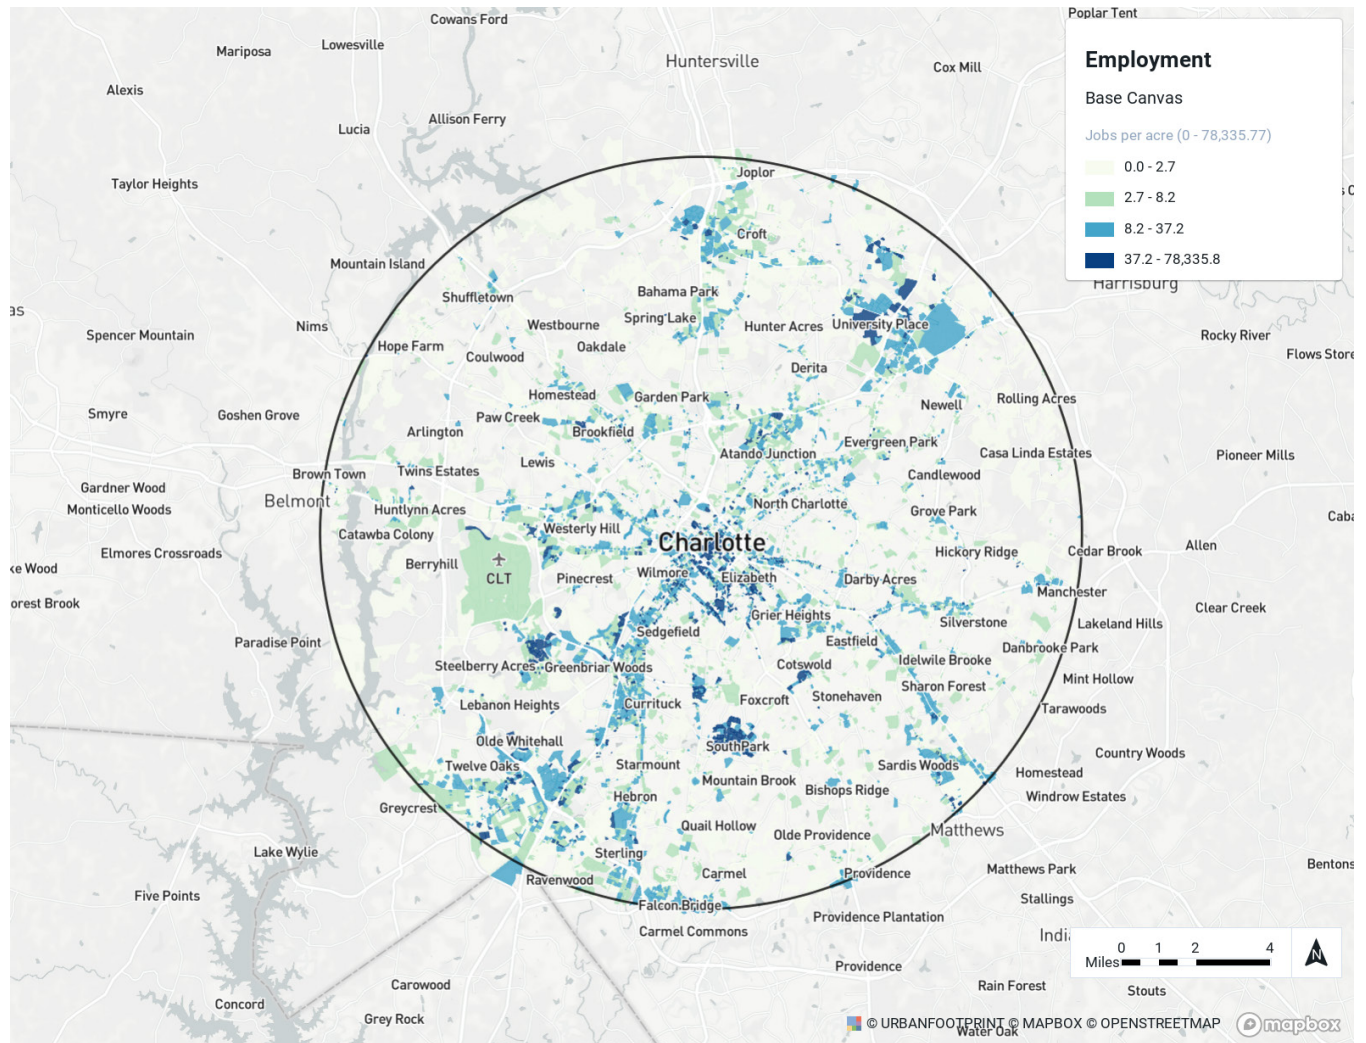 Cowans Ford
Poplar Tent
Mariposa
Lowesville
Huntersville
Cox Mill
Employment
Base Canvas
Jobs per acre (0 - 78,335.77)
0.0 - 2.7
2.7 - 8.2
8.2 - 37.2
37.2 - 78,335.8
Alexis
Lucia
Allison Ferry
Taylor Heights
Joplor
Croft
Mountain Island
Shuffletown
Bahama Park
Harrisburg
as
Spencer Mountain
Nims
Westbourne
Spring Lake
Hunter Acres
University Place
Rocky River
Hope Farm
Coulwood
Oakdale
Flows Store
Derita
Homestead
Garden Park
Newell
Rolling Acres
Smyre
Goshen Grove
Paw Creek
Arlington
Brookfield
Evergreen Park
Atando Junction
Casa Linda Estates
Pioneer Mills
Lewis
Brown Town
Twins Estates
Candlewood
Gardner Wood
Belmont
Monticello Woods
Huntlynn Acres
North Charlotte
Grove Park
Caba
Catawba Colony
Westerly Hill
Charlotte
Elmores Crossroads
Hickory Ridge
Cedar Brook
Allen
ke Wood
Berryhill
CLT
Pinecrest
Wilmore
Elizabeth
Darby Acres
Manchester
orest Brook
Clear Creek
Grier Heights
Silverstone
Lakeland Hills
Paradise Point
Sedgefield
Eastfield
Danbrooke Park
Steelberry Acres
Greenbriar Woods
Cotswold
Idelwile Brooke
Mint Hollow
Sharon Forest
Lebanon Heights
Currituck
Foxcroft
Stonehaven
Tarawoods
Olde Whitehall
SouthPark
Country Woods
Twelve Oaks
Starmount
Sardis Woods
Homestead
Mountain Brook
Bishops Ridge
Greycrest
Hebron
Windrow Estates
Quail Hollow
Olde Providence
Matthews
Lake Wylie
Sterling
Carmel
Providence
Matthews Park
Bentons
Five Points
Ravenwood
Stallings
Falcon Bridge
Providence Plantation
Carmel Commons
Indi
Miles 0 1 2 4
N
Providence
Carowood
Rain Forest
Stouts
Concord
Grey Rock
© URBANFOOTPRINT © MAPBOX © OPENSTREETMAP
Water Oak
mapbox